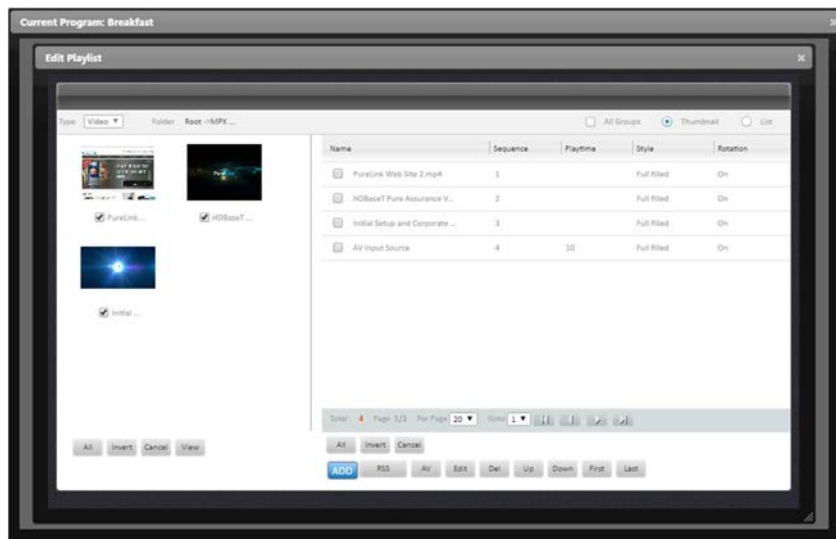 Current Program: Breakfast
Edit Playlist
Type Video Folder Root ->MPX ... All Groups Thumbnail List
PureLink... HDBaseT ...
Initial ...
All Invert Cancel View
Name Sequence Playtime Style Rotation
PureLink Web Site 2.mp4 1 Full filled On
HDBaseT Pure Assurance V... 2 Full filled On
Initial Setup and Corporate ... 3 Full filled On
AV Input Source 4 10 Full filled On
Total 4 Page 1/1 Per Page 20 Goto 1
All Invert Cancel
ADD RSS AV Edit Del Up Down First Last